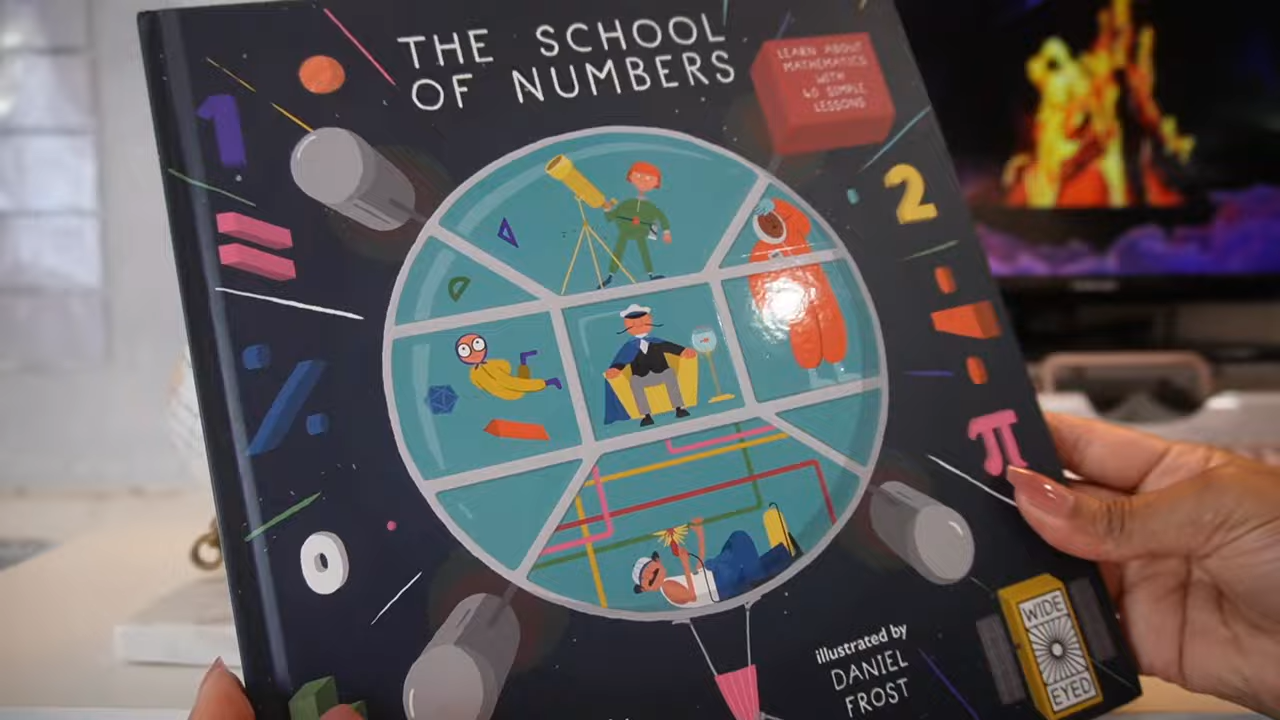 THE SCHOOL
OF NUMBERS
LEARN ABOUT
MATHEMATICS
WITH
40 SIMPLE
LESSONS
1
2
=
%
÷
π
0
illustrated by
DANIEL
FROST
WIDE
EYED